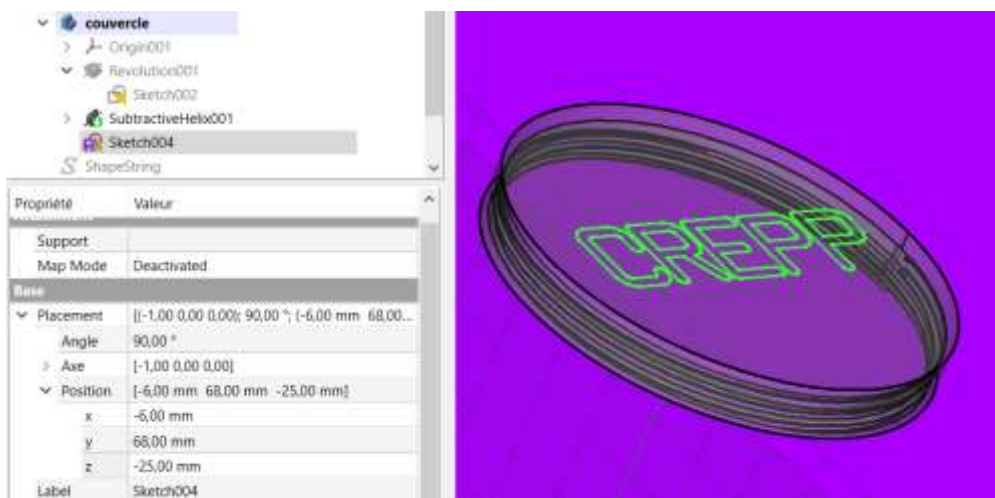 couvercle
Origin001
Revolution001
Sketch002
SubtractiveHelix001
Sketch004
ShapeString
Propriété Valeur
Support
Map Mode Deactivated
Base
Placement [(-1,00 0,00 0,00); 90,00 °; (-6,00 mm 68,00...
Angle 90,00 °
Axe [-1,00 0,00 0,00]
Position [-6,00 mm 68,00 mm -25,00 mm]
x -6,00 mm
y 68,00 mm
z -25,00 mm
Label Sketch004
CREPP